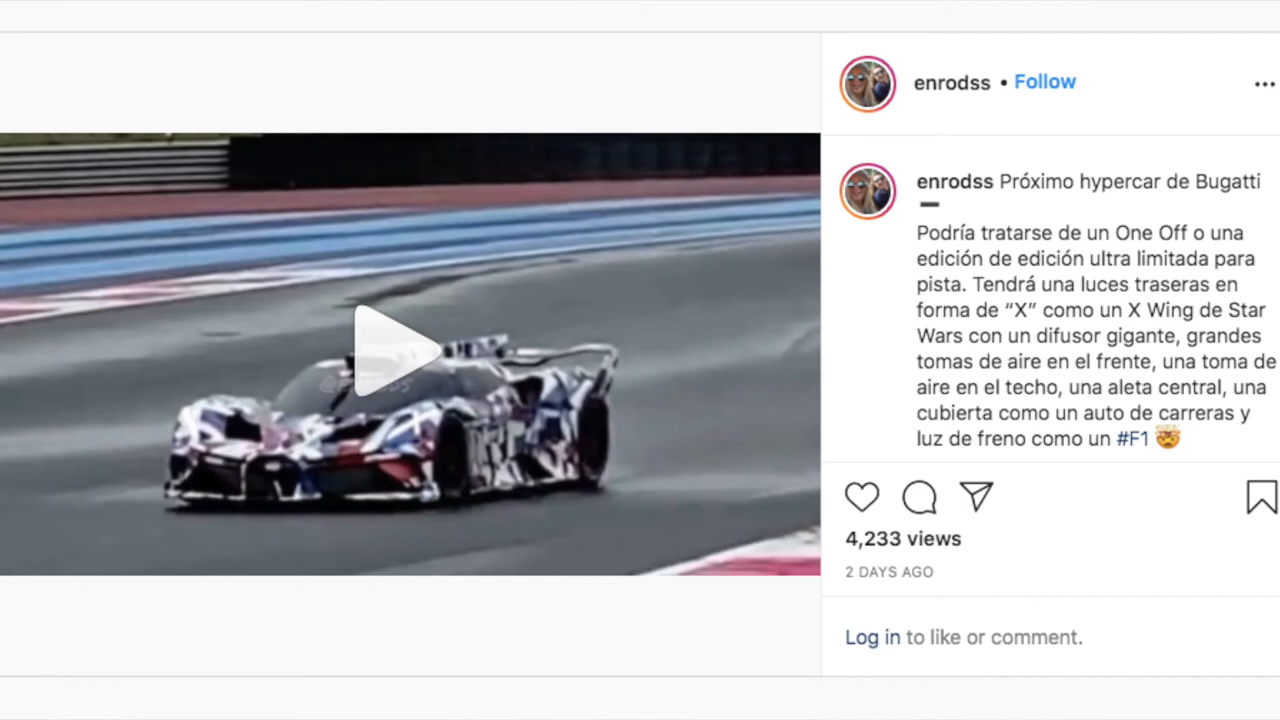 enrodss • Follow
enrodss Próximo hypercar de Bugatti
Podría tratarse de un One Off o una
edición de edición ultra limitada para
pista. Tendrá una luces traseras en
forma de “X” como un X Wing de Star
Wars con un difusor gigante, grandes
tomas de aire en el frente, una toma de
aire en el techo, una aleta central, una
cubierta como un auto de carreras y
luz de freno como un #F1 🤯
4,233 views
2 DAYS AGO
Log in to like or comment.